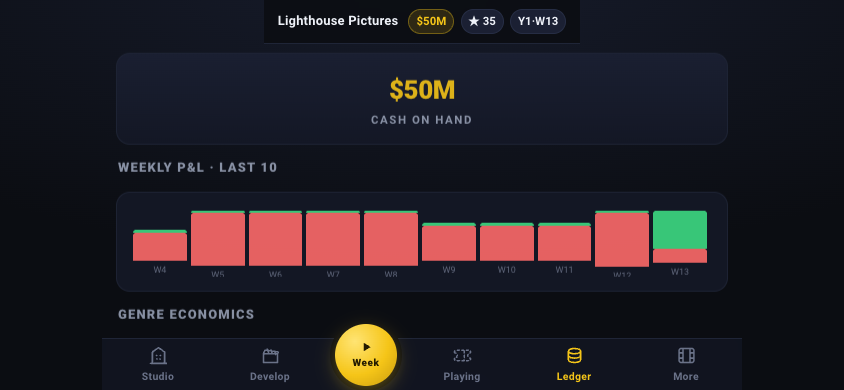 Lighthouse Pictures $50M ★ 35 Y1·W13
$50M
CASH ON HAND
WEEKLY P&L · LAST 10
W4 W5 W6 W7 W8 W9 W10 W11 W12 W13
GENRE ECONOMICS
Week
Studio Develop Playing Ledger More